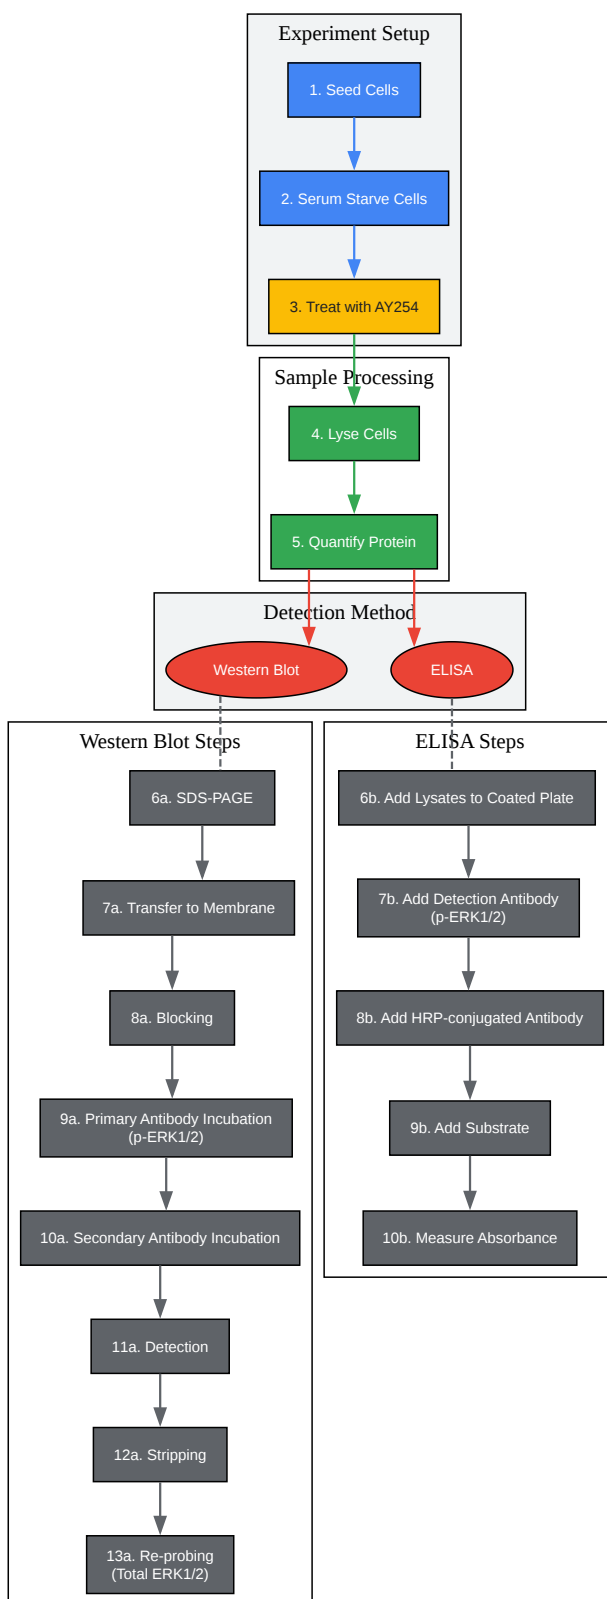 Experiment Setup
1. Seed Cells
2. Serum Starve Cells
3. Treat with AY254
Sample Processing
4. Lyse Cells
5. Quantify Protein
Detection Method
Western Blot
ELISA
Western Blot Steps
6a. SDS-PAGE
7a. Transfer to Membrane
8a. Blocking
9a. Primary Antibody Incubation
(p-ERK1/2)
10a. Secondary Antibody Incubation
11a. Detection
12a. Stripping
13a. Re-probing
(Total ERK1/2)
ELISA Steps
6b. Add Lysates to Coated Plate
7b. Add Detection Antibody
(p-ERK1/2)
8b. Add HRP-conjugated Antibody
9b. Add Substrate
10b. Measure Absorbance